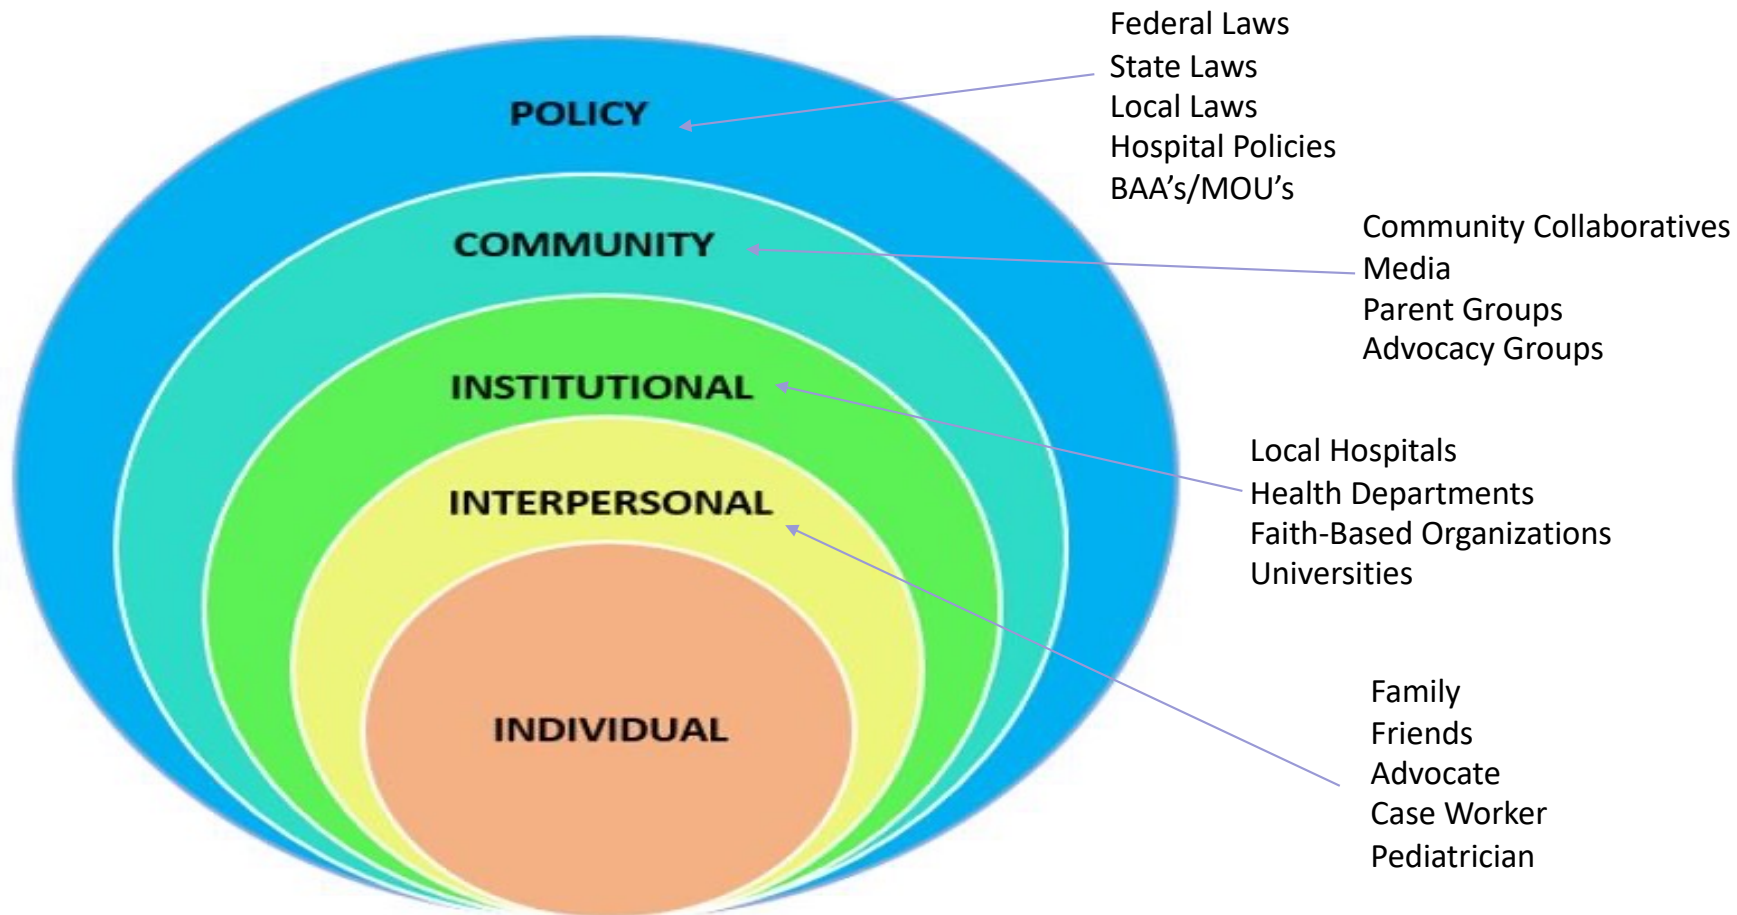 Federal Laws
State Laws
Local Laws
Hospital Policies
BAA’s/MOU’s
POLICY
Community Collaboratives
Media
Parent Groups
Advocacy Groups
COMMUNITY
INSTITUTIONAL
Local Hospitals
Health Departments
Faith-Based Organizations
Universities
INTERPERSONAL
Family
Friends
Advocate
Case Worker
Pediatrician
INDIVIDUAL